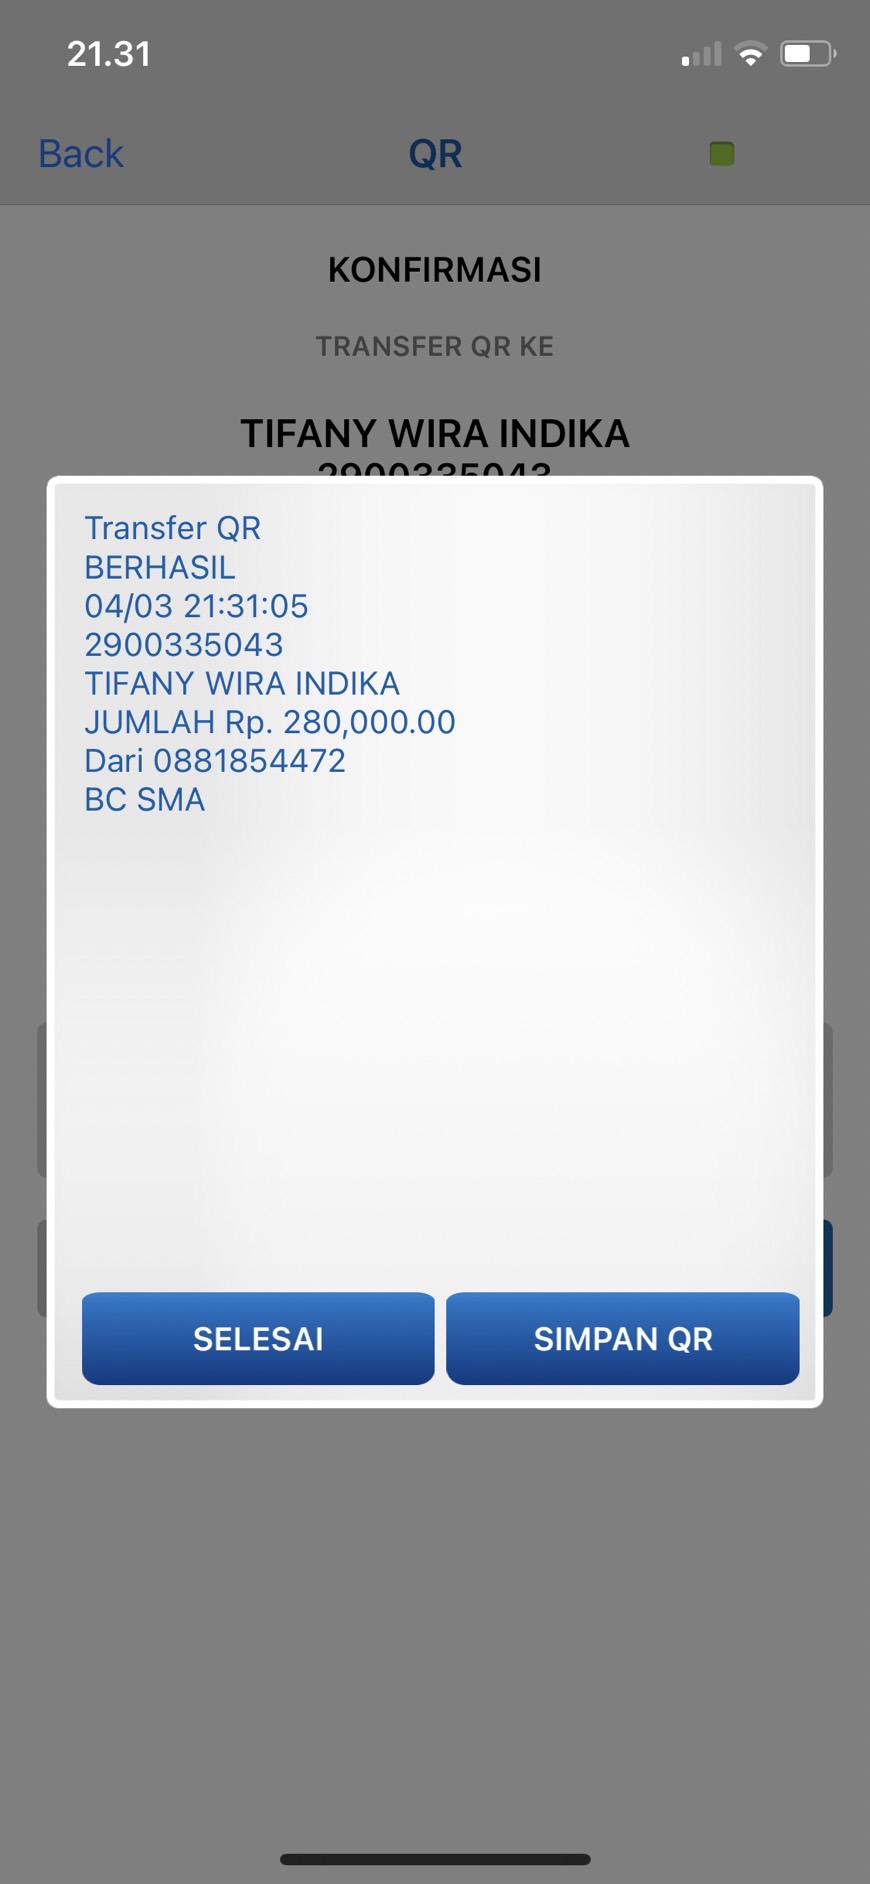 21.31
Back
QR
KONFIRMASI
TRANSFER QR KE
TIFANY WIRA INDIKA
2900335043
Transfer QR
BERHASIL
04/03 21:31:05
2900335043
TIFANY WIRA INDIKA
JUMLAH Rp. 280,000.00
Dari 0881854472
BC SMA
SELESAI
SIMPAN QR